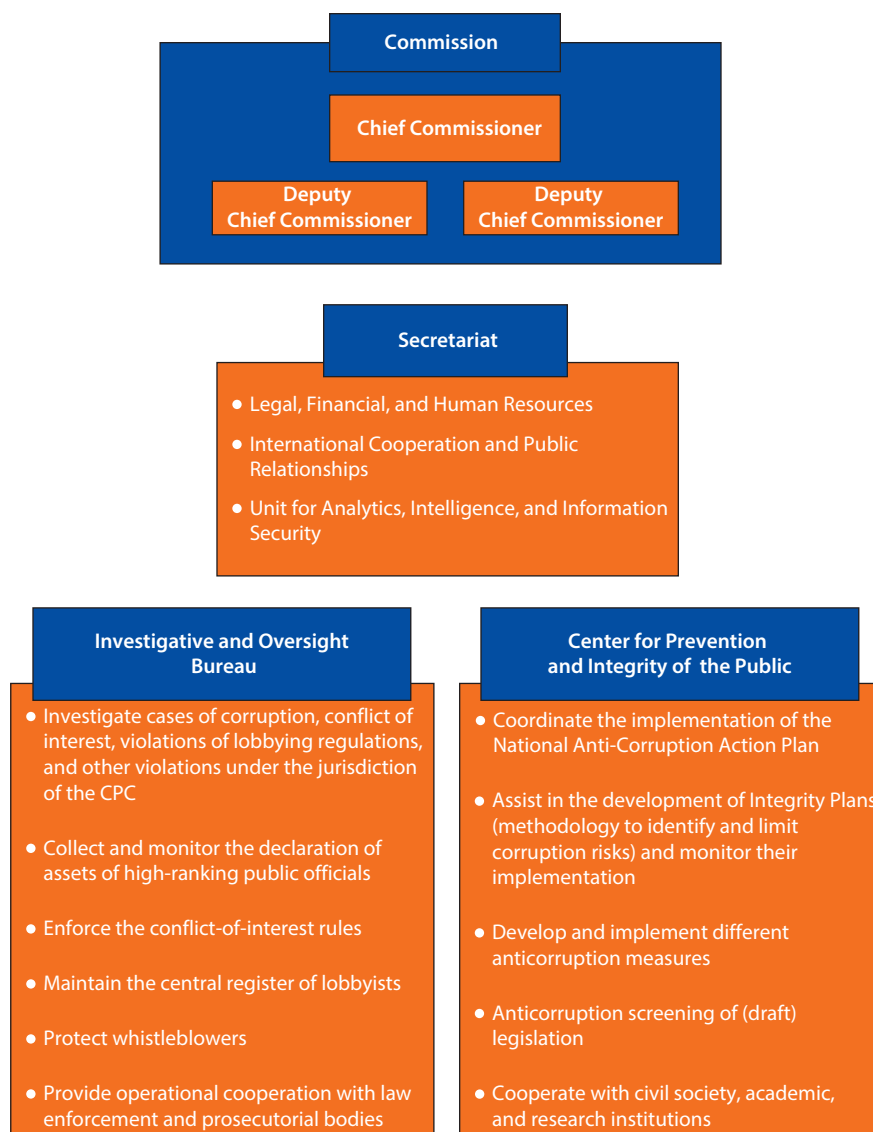 Commission
Chief Commissioner
Deputy
Chief Commissioner
Deputy
Chief Commissioner
Secretariat
● Legal, Financial, and Human Resources
● International Cooperation and Public
Relationships
● Unit for Analytics, Intelligence, and Information
Security
Investigative and Oversight
Bureau
● Investigate cases of corruption, conflict of
interest, violations of lobbying regulations,
and other violations under the jurisdiction
of the CPC
● Collect and monitor the declaration of
assets of high-ranking public officials
● Enforce the conflict-of-interest rules
● Maintain the central register of lobbyists
● Protect whistleblowers
● Provide operational cooperation with law
enforcement and prosecutorial bodies
Center for Prevention
and Integrity of the Public
● Coordinate the implementation of the
National Anti-Corruption Action Plan
● Assist in the development of Integrity Plans
(methodology to identify and limit
corruption risks) and monitor their
implementation
● Develop and implement different
anticorruption measures
● Anticorruption screening of (draft)
legislation
● Cooperate with civil society, academic,
and research institutions